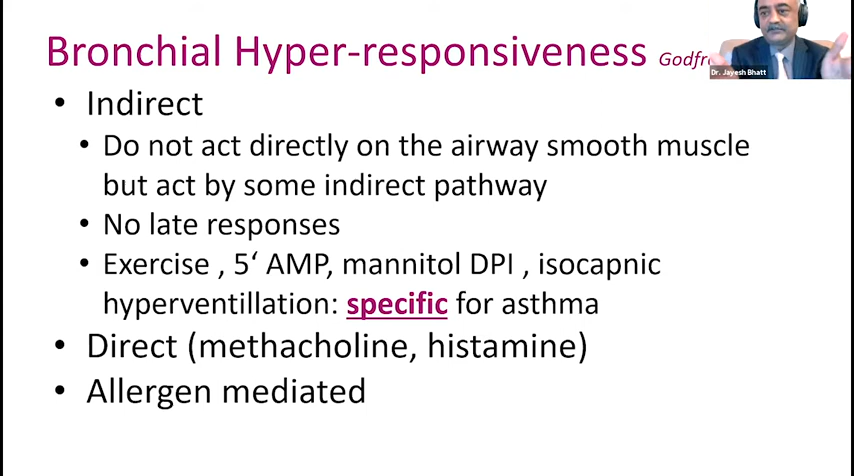 Bronchial Hyper-responsiveness
Dr. Jayesh Bhatt
• Indirect
• Do not act directly on the airway smooth muscle
but act by some indirect pathway
• No late responses
• Exercise , 5‘ AMP, mannitol DPI , isocapnic
hyperventillation: specific for asthma
• Direct (methacholine, histamine)
• Allergen mediated